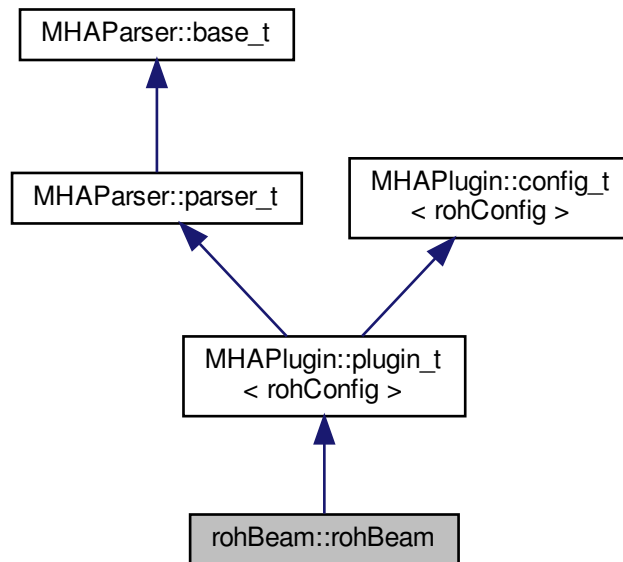 MHAParser::base_t
MHAParser::parser_t
MHAPlugin::config_t
< rohConfig >
MHAPlugin::plugin_t
< rohConfig >
rohBeam::rohBeam